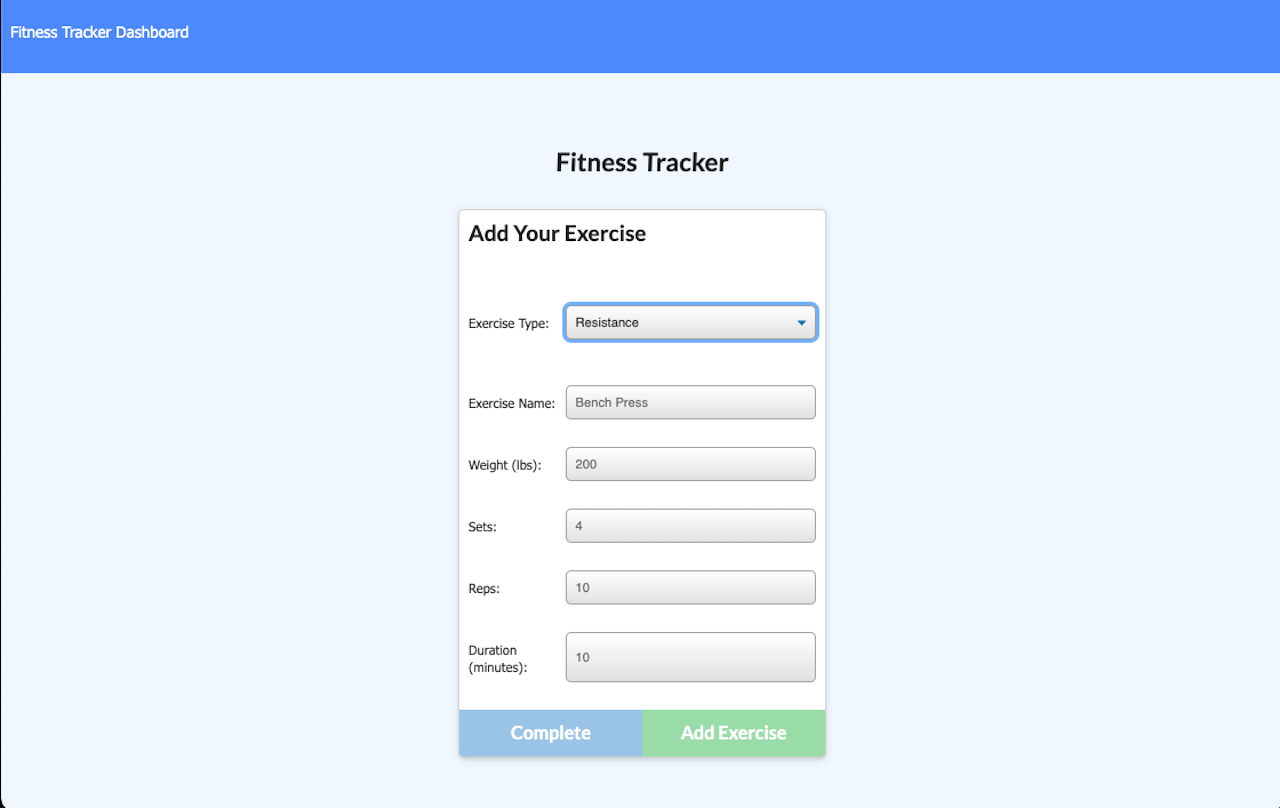 Fitness Tracker Dashboard
Fitness Tracker
Add Your Exercise
Exercise Type: Resistance
Exercise Name: Bench Press
Weight (lbs): 200
Sets: 4
Reps: 10
Duration
(minutes): 10
Complete Add Exercise